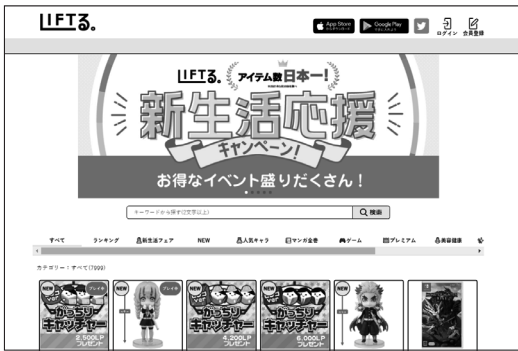 LIFTる。
App Store
Google Play
ログイン
会員登録
LIFTる。
アイテム数日本一!
新生活応援
キャンペーン!
お得なイベント盛りだくさん!
キーワードから探す(2文字以上)
検索
すべて ランキング 新生活フェア NEW 人気キャラ マンガ全巻 ゲーム プレミアム 美容健康
カテゴリー：すべて(7999)
NEW プレイ中 NEW プレイ中 NEW NEW NEW
がっちり
キャッチャー
2,500LP
プレゼント
がっちり
キャッチャー
4,200LP
プレゼント
がっちり
キャッチャー
6,000LP
プレゼント